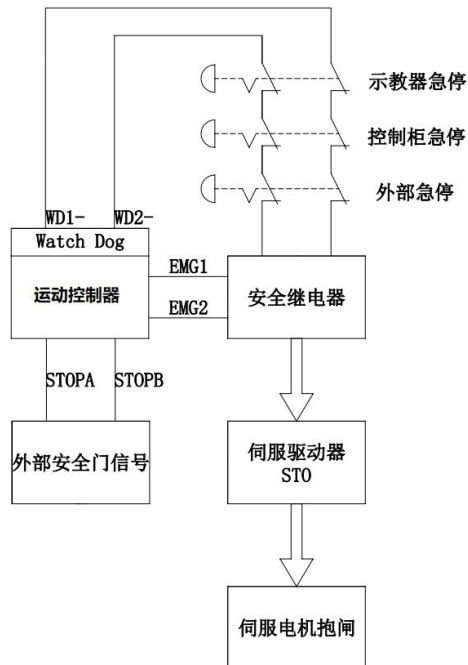 示教器急停
控制柜急停
外部急停
WD1-
WD2-
Watch Dog
运动控制器
EMG1
EMG2
安全继电器
STOPA
STOPB
外部安全门信号
伺服驱动器
STO
伺服电机抱闸